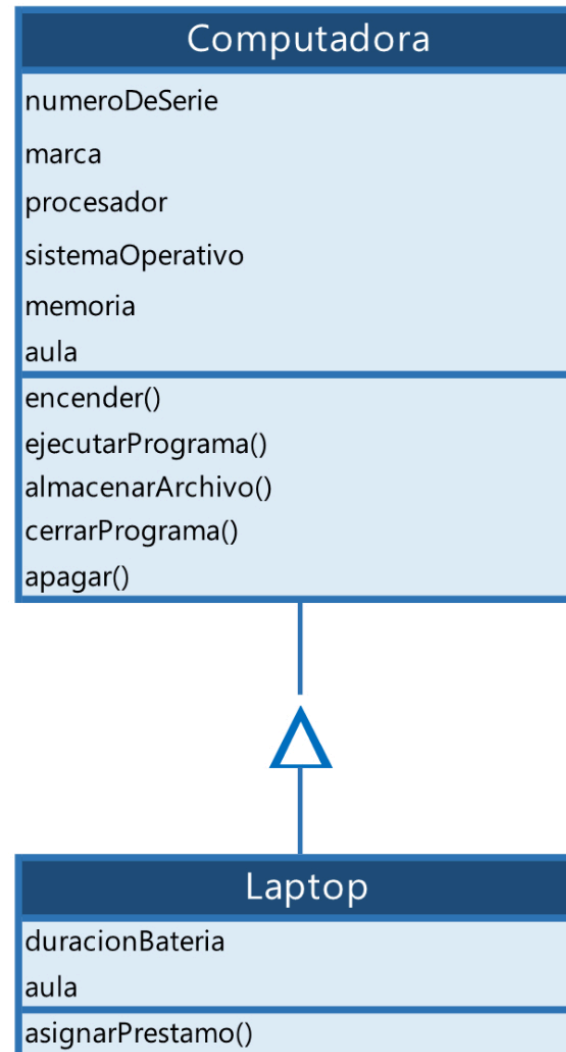 Computadora
numeroDeSerie
marca
procesador
sistemaOperativo
memoria
aula
encender()
ejecutarPrograma()
almacenarArchivo()
cerrarPrograma()
apagar()
Laptop
duracionBateria
aula
asignarPrestamo()